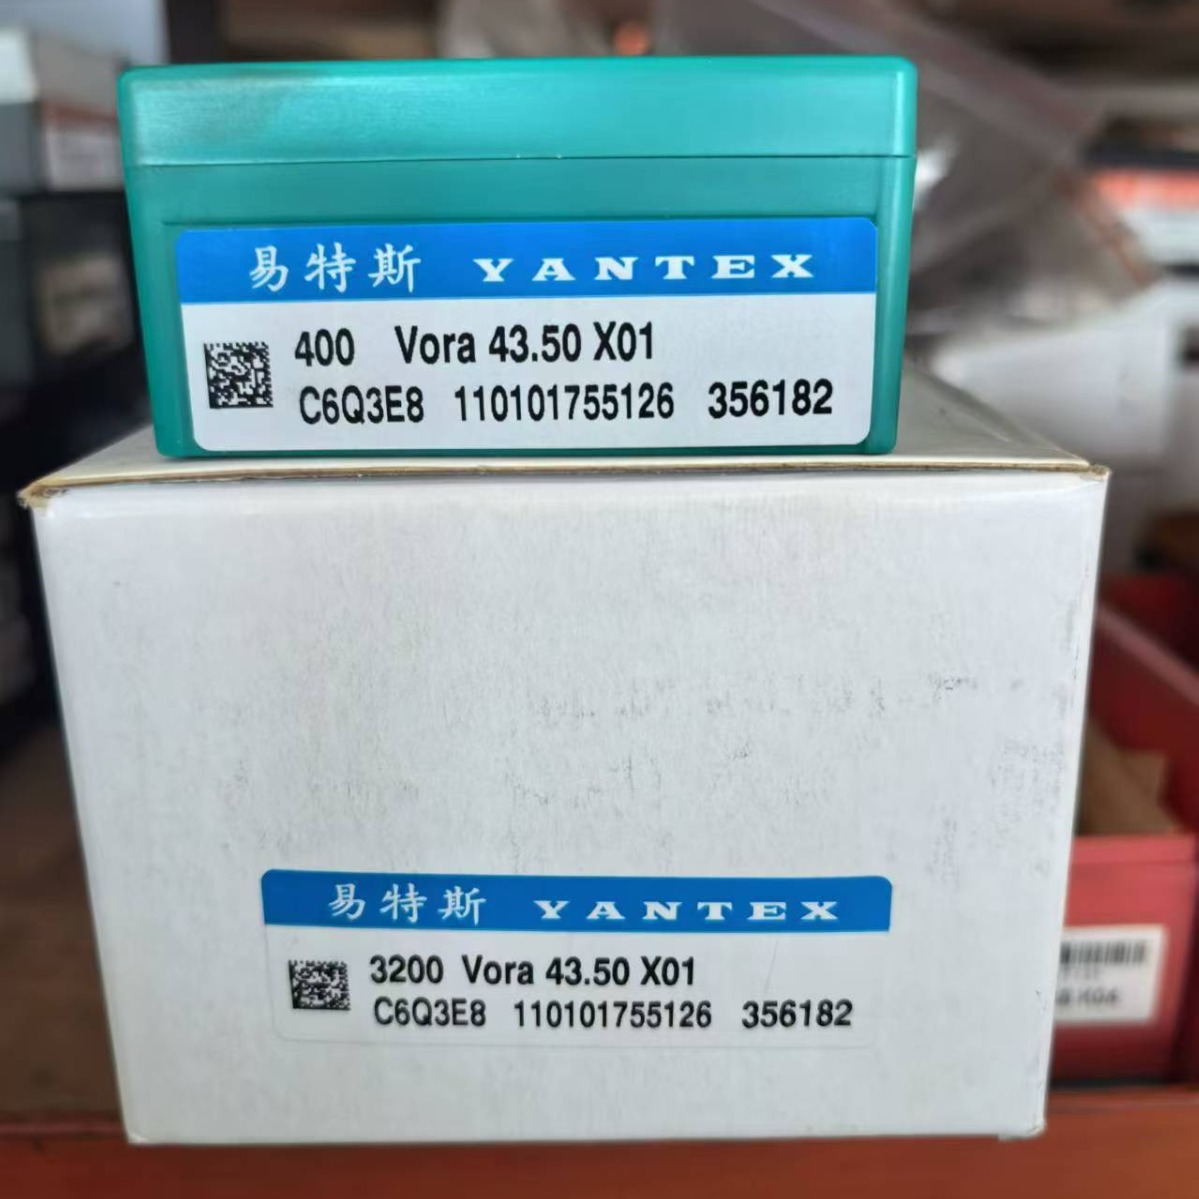 易特斯 YANTEX
400 Vora 43.50 X01
C6Q3E8 110101755126 356182
易特斯 YANTEX
3200 Vora 43.50 X01
C6Q3E8 110101755126 356182